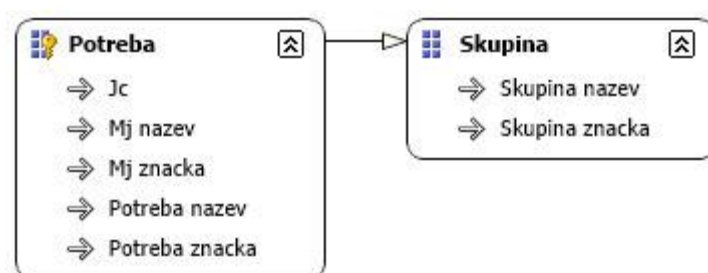 Potreba
Jc
Mj nazev
Mj znacka
Potreba nazev
Potreba znacka
Skupina
Skupina nazev
Skupina znacka